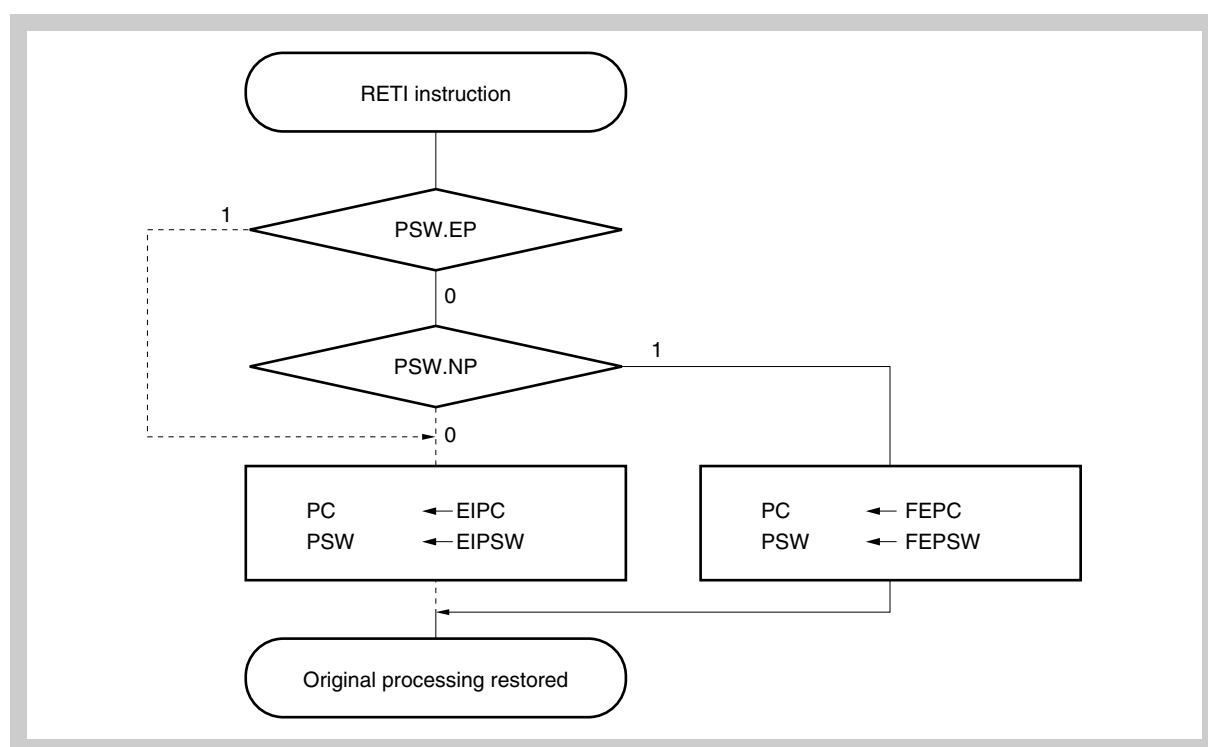 RETI instruction
1
PSW.EP
0
PSW.NP
1
0
PC ← EIPC
PSW ← EIPSW
PC ← FEPC
PSW ← FEPSW
Original processing restored